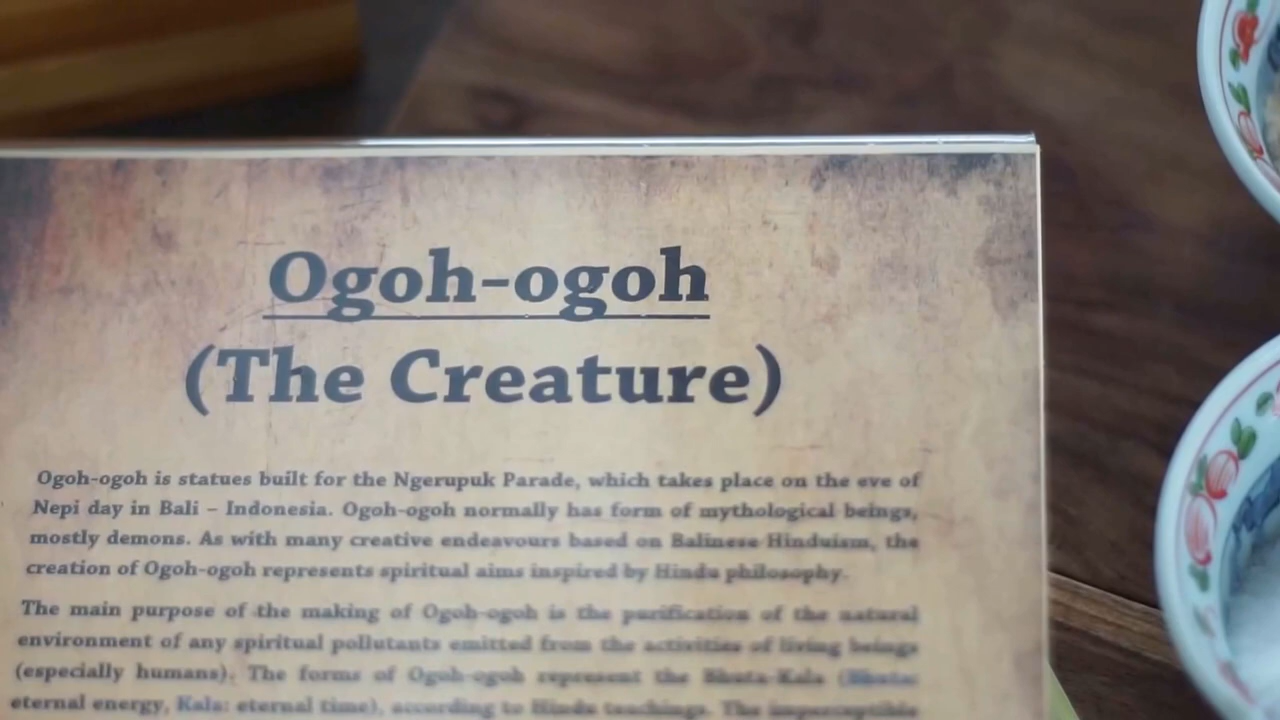 Ogoh-ogoh
(The Creature)
Ogoh-ogoh is statues built for the Ngerupuk Parade, which takes place on the eve of
Nepi day in Bali – Indonesia. Ogoh-ogoh normally has form of mythological beings,
mostly demons. As with many creative endeavours based on Balinese Hinduism, the
creation of Ogoh-ogoh represents spiritual aims inspired by Hindu philosophy.
The main purpose of the making of Ogoh-ogoh is the purification of the natural
environment of any spiritual pollutants emitted from the activities of living beings
(especially humans). The forms of Ogoh-ogoh represent the Bhuta-Kala (Bhuta:
eternal energy, Kala: eternal time), according to Hindu teachings. The imperceptible